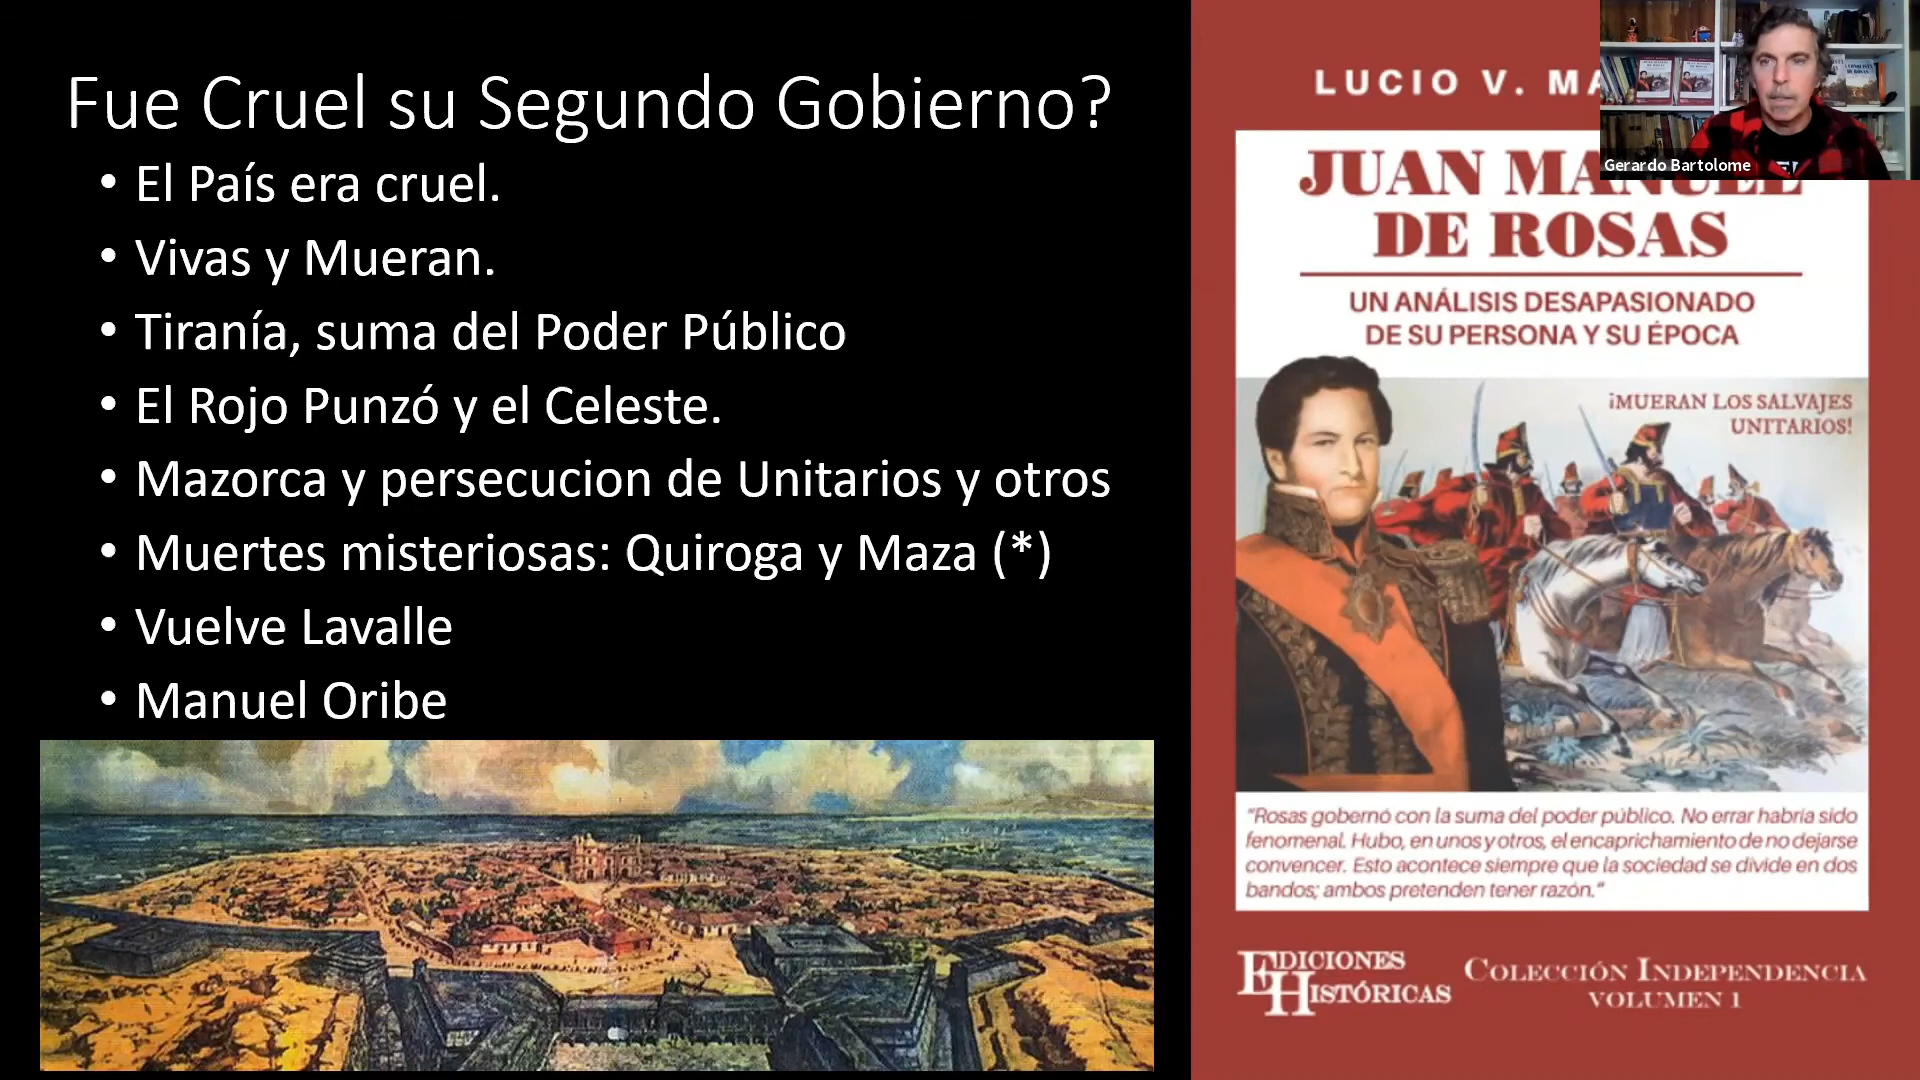 Fue Cruel su Segundo Gobierno?
• El País era cruel.
• Vivas y Mueran.
• Tiranía, suma del Poder Público
• El Rojo Punzó y el Celeste.
• Mazorca y persecucion de Unitarios y otros
• Muertes misteriosas: Quiroga y Maza (*)
• Vuelve Lavalle
• Manuel Oribe
LUCIO V. MA
Gerardo Bartolome
JUAN MANUEL
DE ROSAS
UN ANÁLISIS DESAPASIONADO
DE SU PERSONA Y SU ÉPOCA
¡MUERAN LOS SALVAJES
UNITARIOS!
"Rosas gobernó con la suma del poder público. No errar habría sido
fenomenal. Hubo, en unos y otros, el encaprichamiento de no dejarse
convencer. Esto acontece siempre que la sociedad se divide en dos
bandos; ambos pretenden tener razón."
EDICIONES
HISTÓRICAS
COLECCIÓN INDEPENDENCIA
VOLUMEN 1